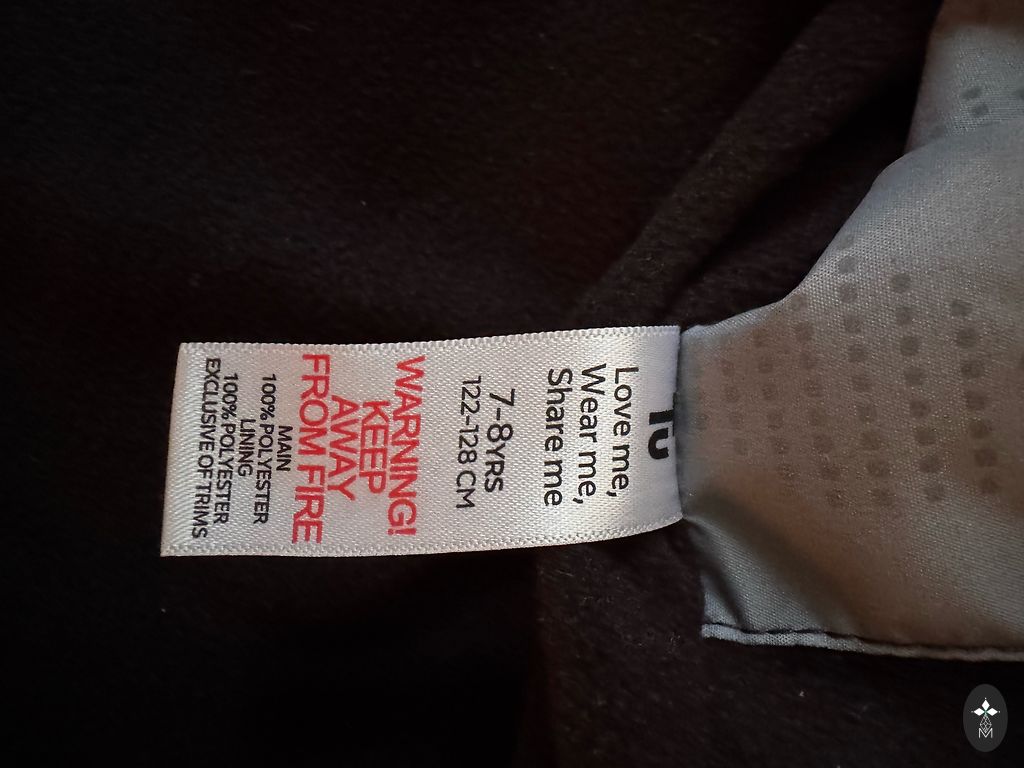 TU
Love me,
Wear me,
Share me
7-8YRS
122-128 CM
WARNING!
KEEP
AWAY
FROM FIRE
MAIN
100% POLYESTER
LINING
100% POLYESTER
EXCLUSIVE OF TRIMS
M